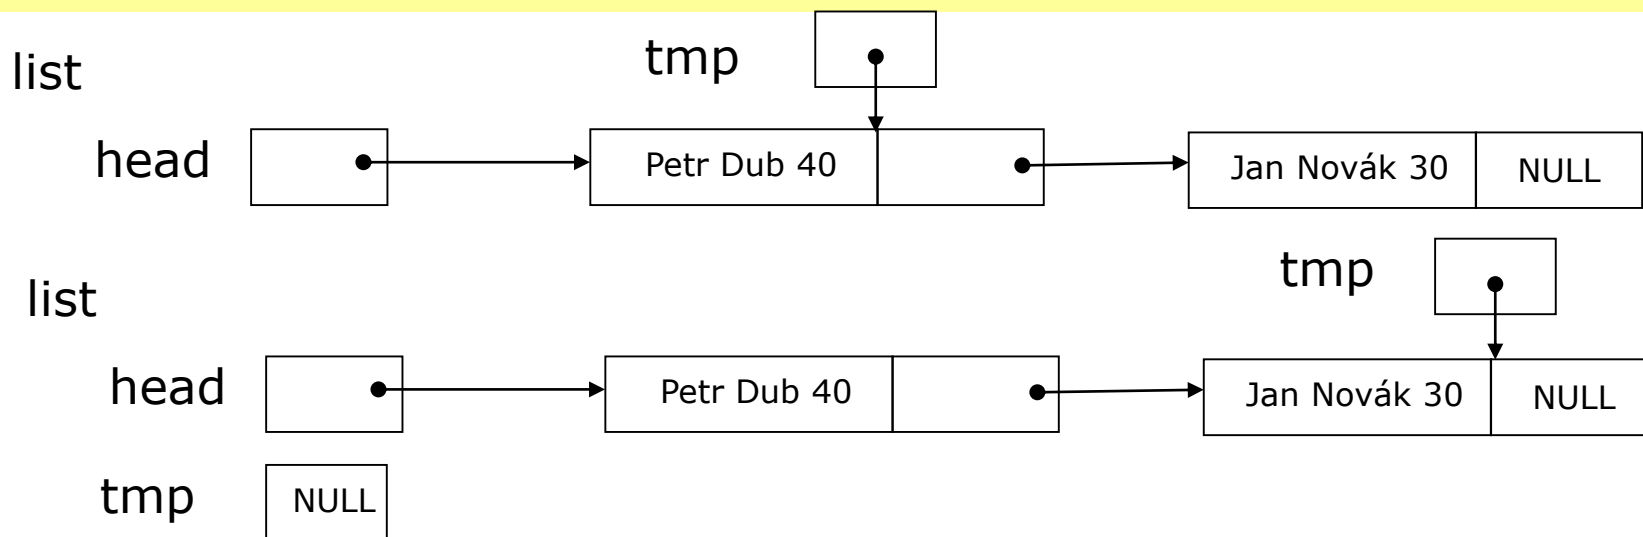 tmp
list
head Petr Dub 40 Jan Novák 30 NULL
tmp
list
head Petr Dub 40 Jan Novák 30 NULL
tmp NULL